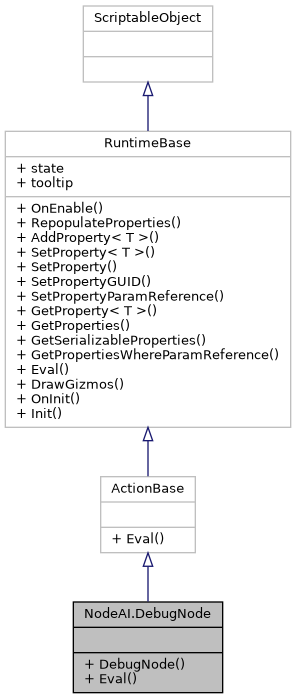 ScriptableObject
RuntimeBase
+ state
+ tooltip
+ OnEnable()
+ RepopulateProperties()
+ AddProperty< T >()
+ SetProperty< T >()
+ SetProperty()
+ SetPropertyGUID()
+ SetPropertyParamReference()
+ GetProperty< T >()
+ GetProperties()
+ GetSerializableProperties()
+ GetPropertiesWhereParamReference()
+ Eval()
+ DrawGizmos()
+ OnInit()
+ Init()
ActionBase
+ Eval()
NodeAI.DebugNode
+ DebugNode()
+ Eval()